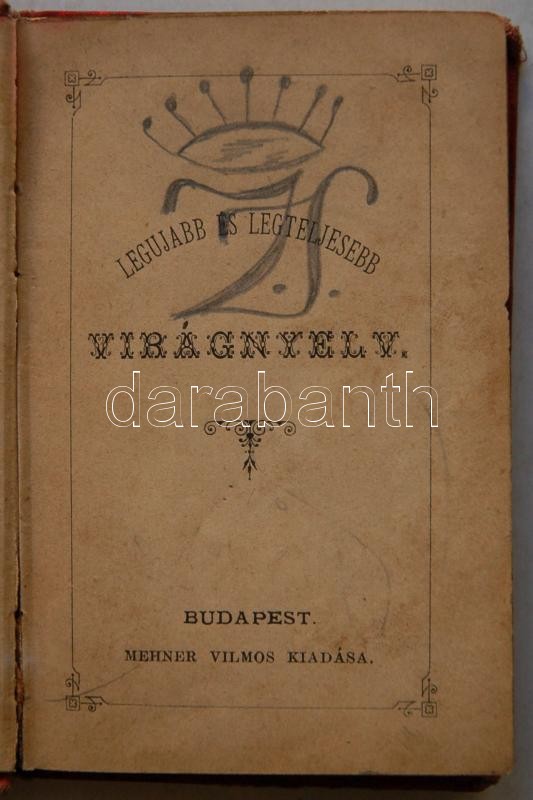 LEGUJABB ÉS LEGTELJESEBB
VIRÁGNYELV.
darabanth
BUDAPEST.
MEHNER VILMOS KIADÁSA.